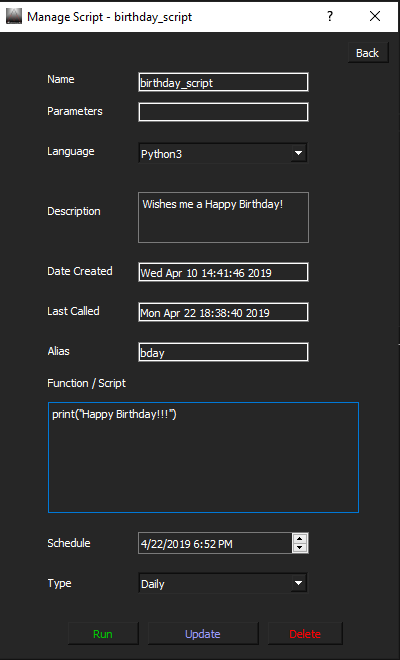 Manage Script - birthday_script
?
Back
Name
birthday_script
Parameters
Language
Python3
Description
Wishes me a Happy Birthday!
Date Created
Wed Apr 10 14:41:46 2019
Last Called
Mon Apr 22 18:38:40 2019
Alias
bday
Function / Script
print("Happy Birthday!!!")
Schedule
4/22/2019 6:52 PM
Type
Daily
Run
Update
Delete